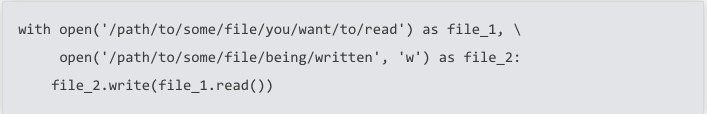 with open('/path/to/some/file/you/want/to/read') as file_1, \
     open('/path/to/some/file/being/written', 'w') as file_2:
    file_2.write(file_1.read())